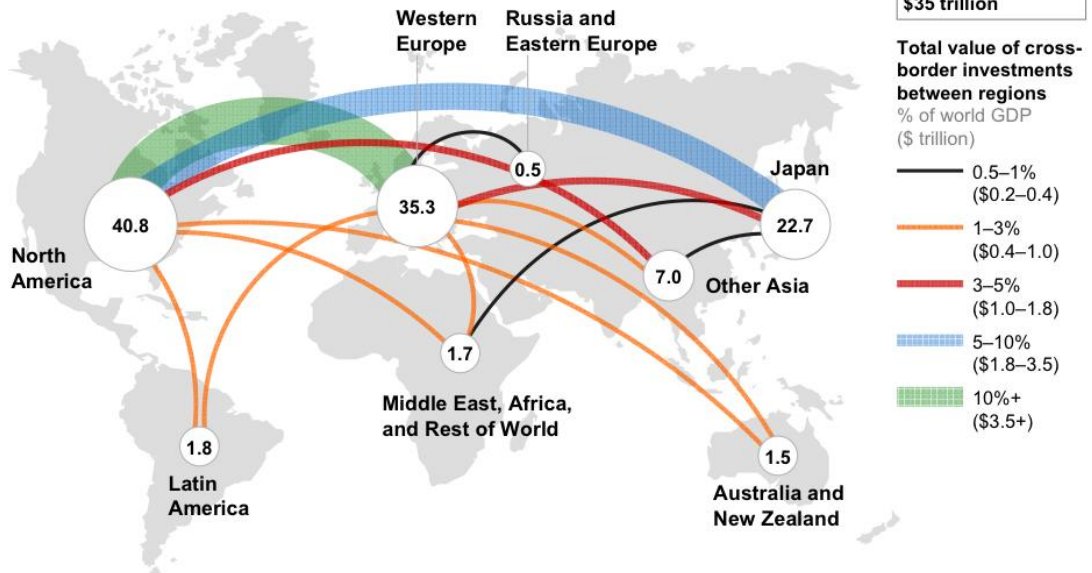 $35 trillion
Western
Europe
Russia and
Eastern Europe
Total value of cross-
border investments
between regions
% of world GDP
($ trillion)
0.5–1%
($0.2–0.4)
1–3%
($0.4–1.0)
3–5%
($1.0–1.8)
5–10%
($1.8–3.5)
10%+
($3.5+)
0.5
Japan
40.8
35.3
22.7
North
America
7.0
Other Asia
1.7
Middle East, Africa,
and Rest of World
1.8
Latin
America
1.5
Australia and
New Zealand